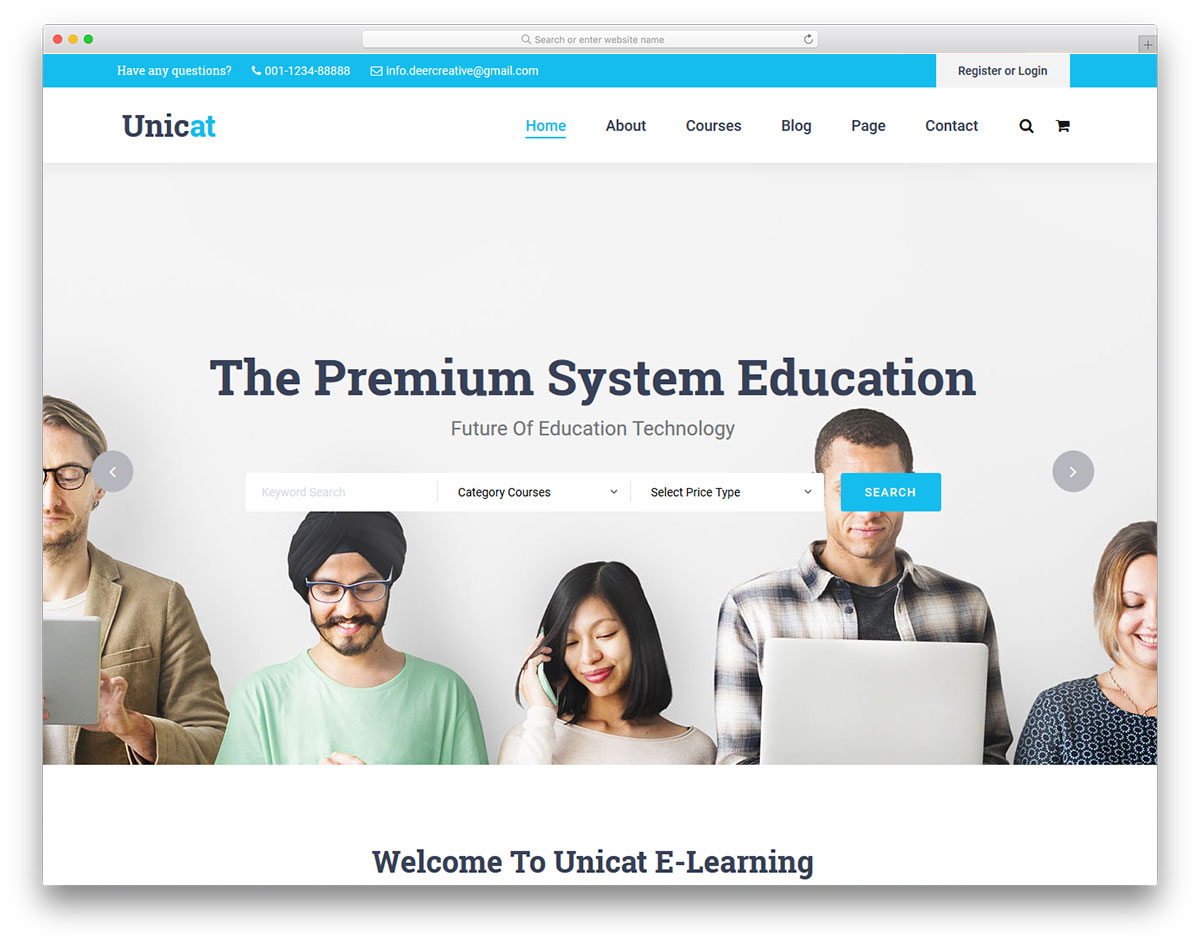 Search or enter website name
Have any questions? 001-1234-88888 info.deercreative@gmail.com Register or Login
Unicat Home About Courses Blog Page Contact
The Premium System Education
Future Of Education Technology
Keyword Search Category Courses Select Price Type SEARCH
Welcome To Unicat E-Learning